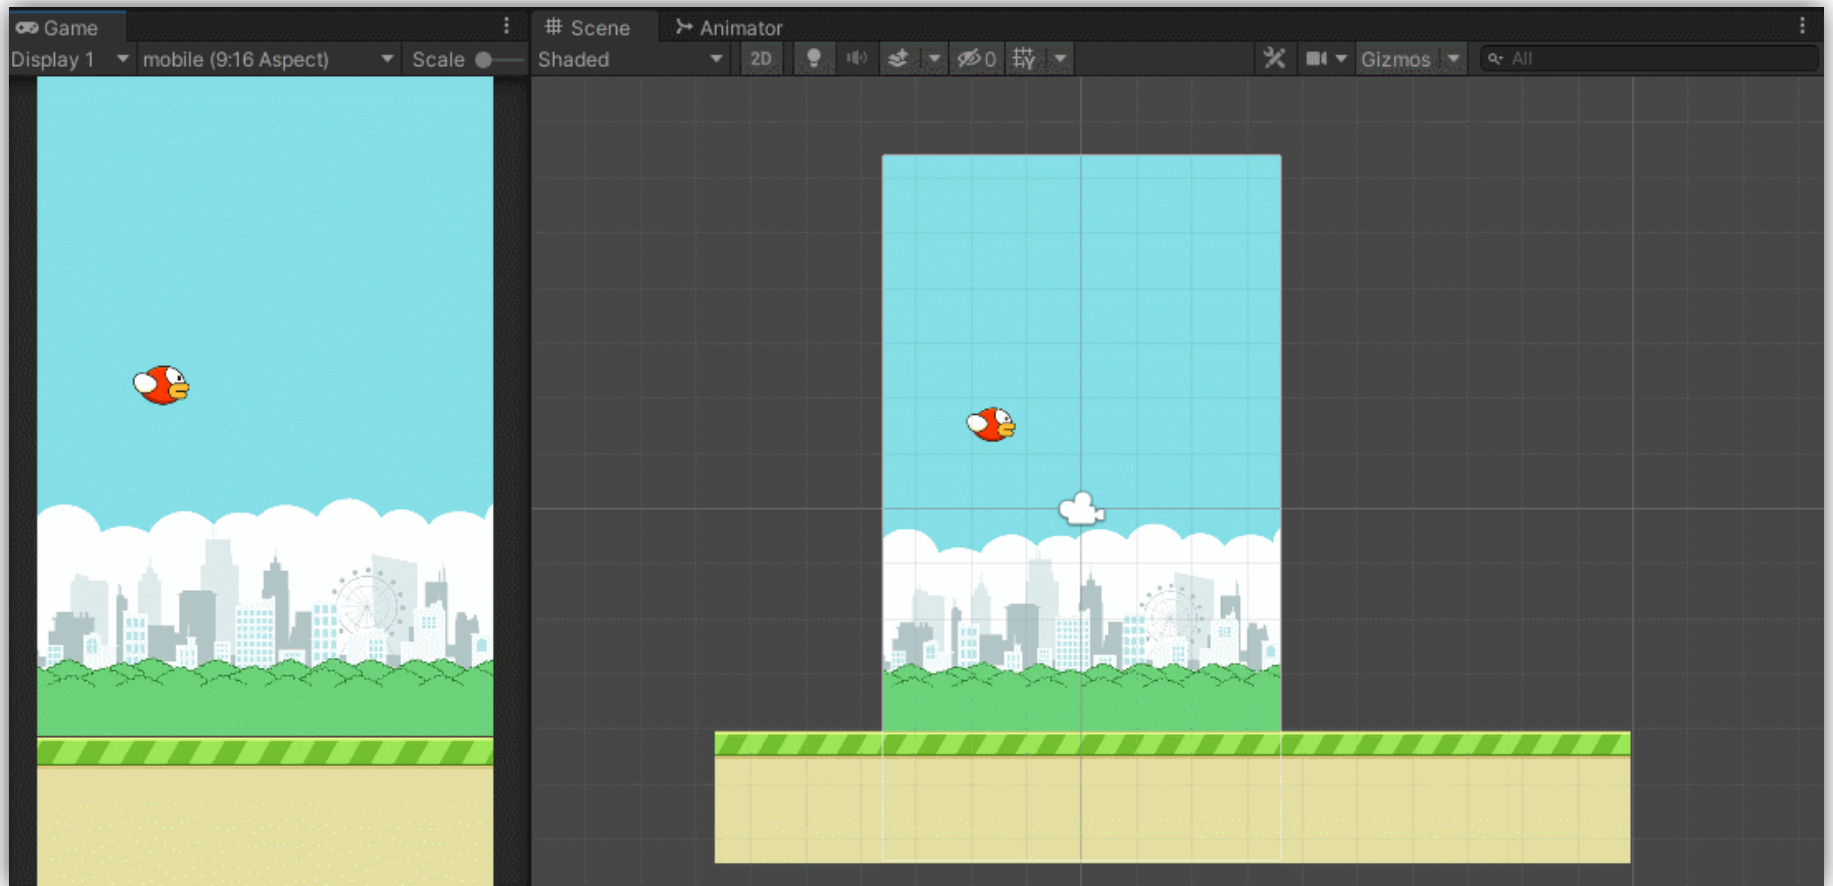 Game
Scene
Animator
Display 1
mobile (9:16 Aspect)
Scale
Shaded
2D
0
Gizmos
All